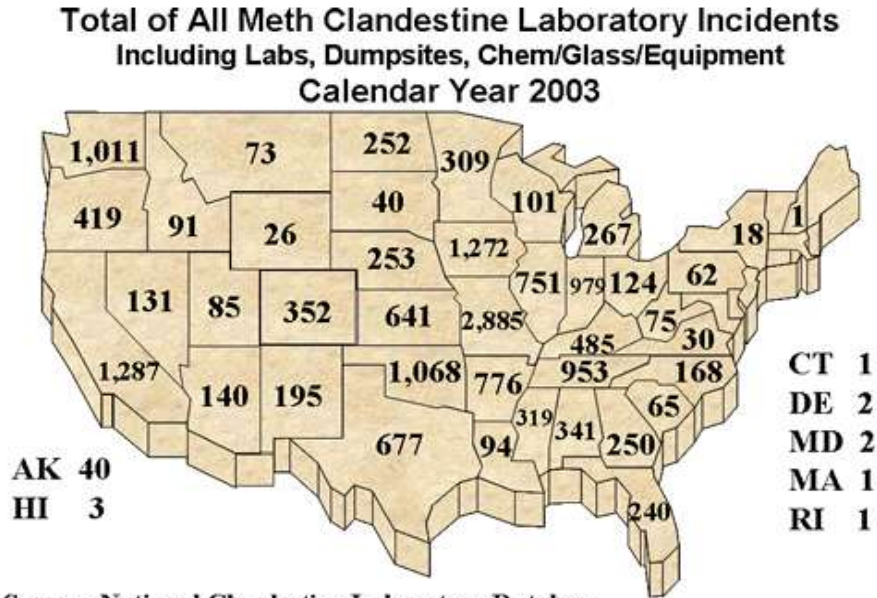 Total of All Meth Clandestine Laboratory Incidents
Including Labs, Dumpsites, Chem/Glass/Equipment
Calendar Year 2003
1,011 73 252 309
419 91 26 40 101 267 18 1
131 85 352 253 1,272 751 979 124 62
1,287 641 2,885 485 75 30
140 195 1,068 776 953 168
677 94 319 341 250 65
240
AK 40
HI 3
CT 1
DE 2
MD 2
MA 1
RI 1